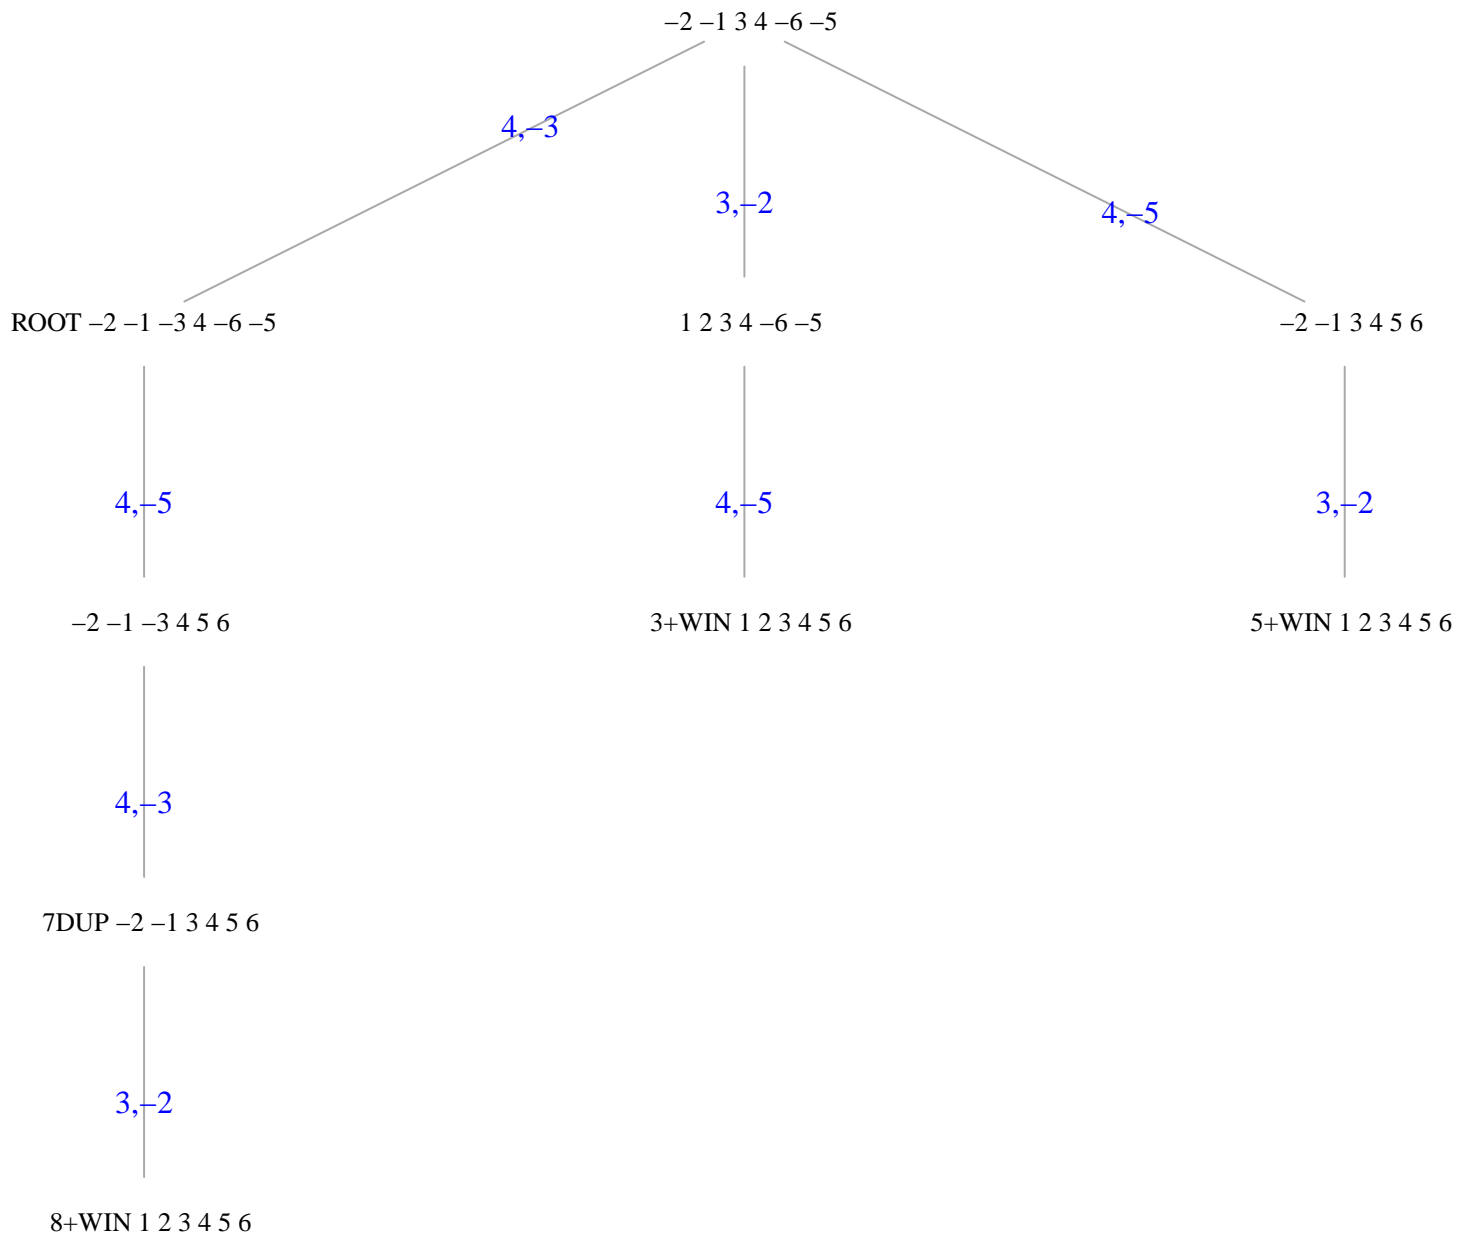 –2 –1 3 4 –6 –5
4,–3
3,–2
4,–5
ROOT –2 –1 –3 4 –6 –5
1 2 3 4 –6 –5
–2 –1 3 4 5 6
4,–5
4,–5
3,–2
–2 –1 –3 4 5 6
3+WIN 1 2 3 4 5 6
5+WIN 1 2 3 4 5 6
4,–3
7DUP –2 –1 3 4 5 6
3,–2
8+WIN 1 2 3 4 5 6